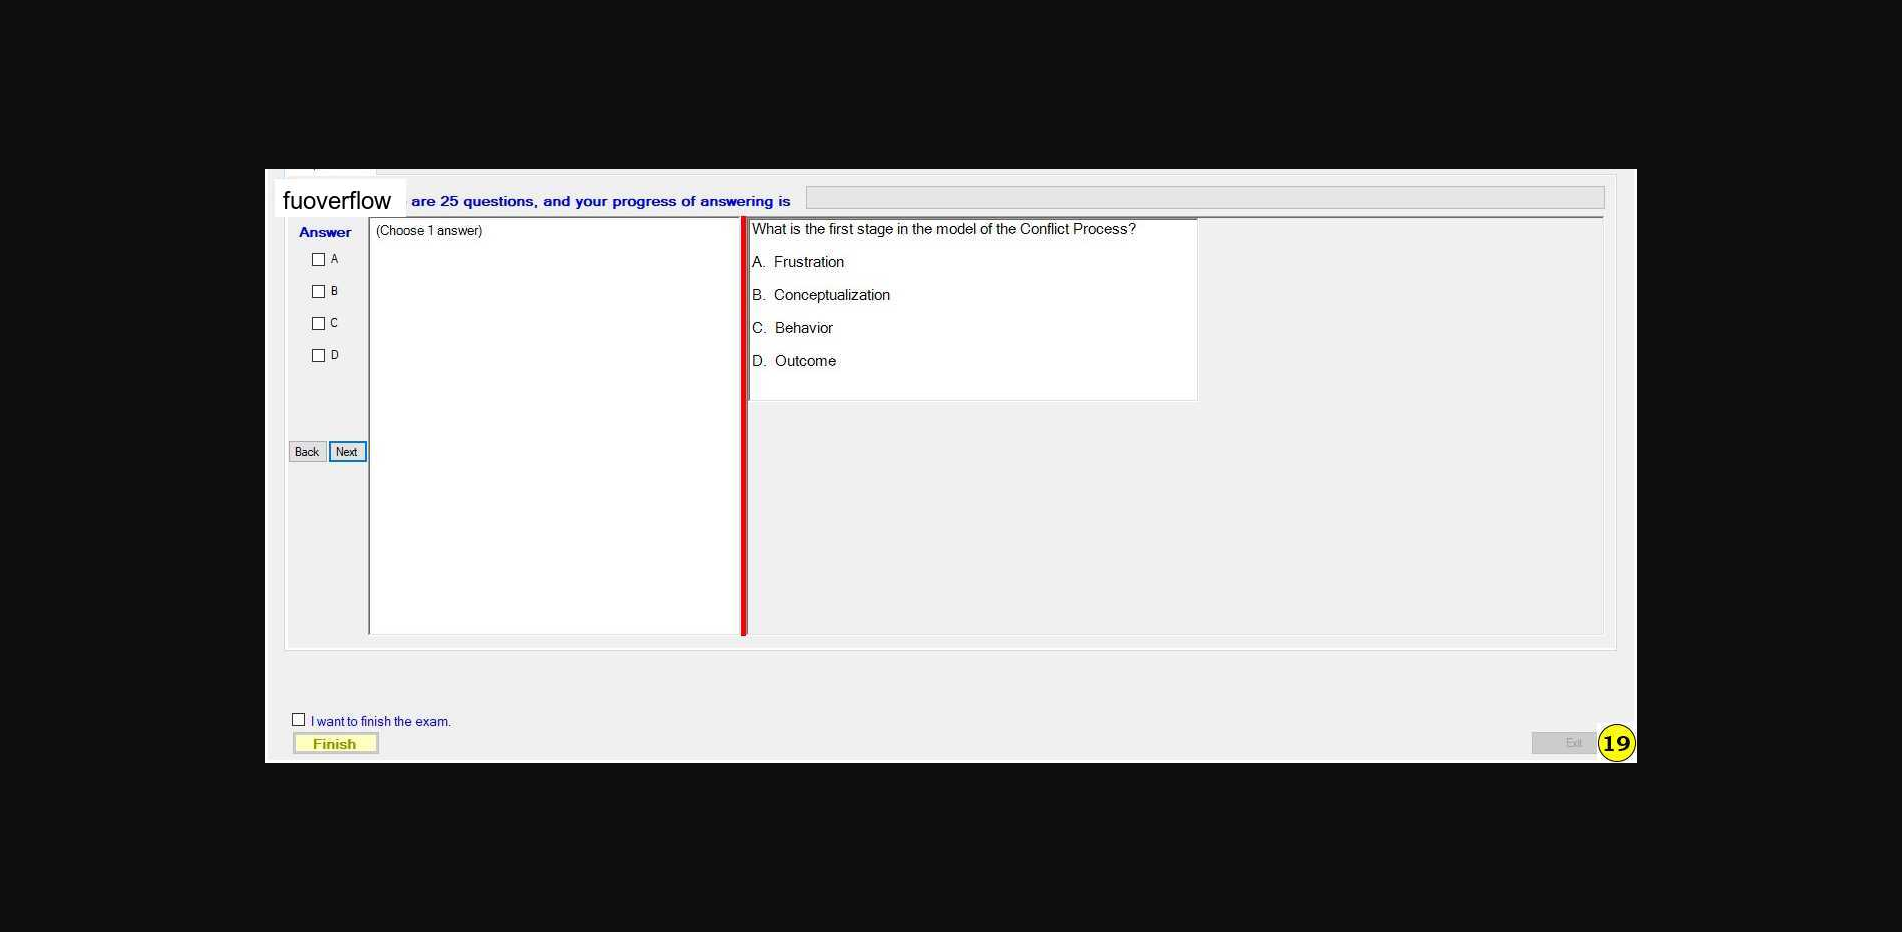 fuoverflow are 25 questions, and your progress of answering is
Answer
(Choose 1 answer)
A
B
C
D
Back Next
What is the first stage in the model of the Conflict Process?
A. Frustration
B. Conceptualization
C. Behavior
D. Outcome
I want to finish the exam.
Finish
Exit
19